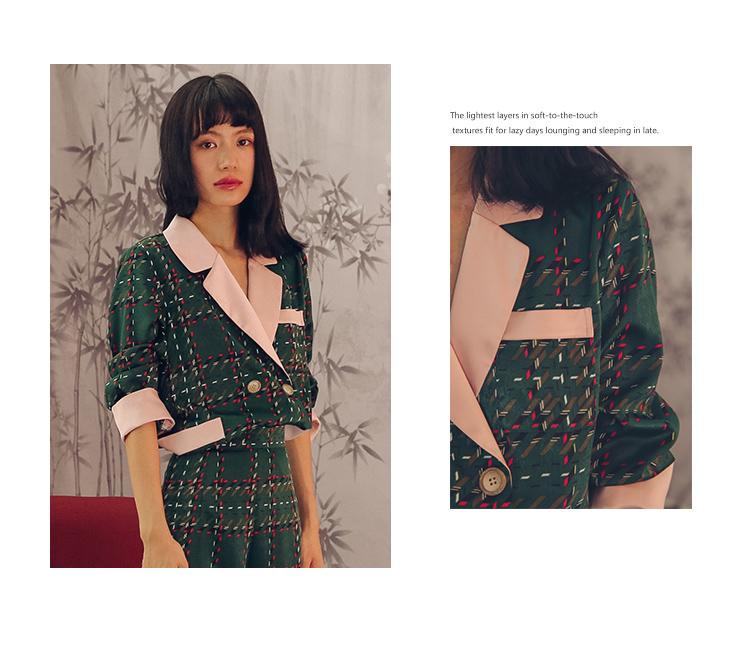 The lightest layers in soft-to-the-touch
textures fit for lazy days lounging and sleeping in late.